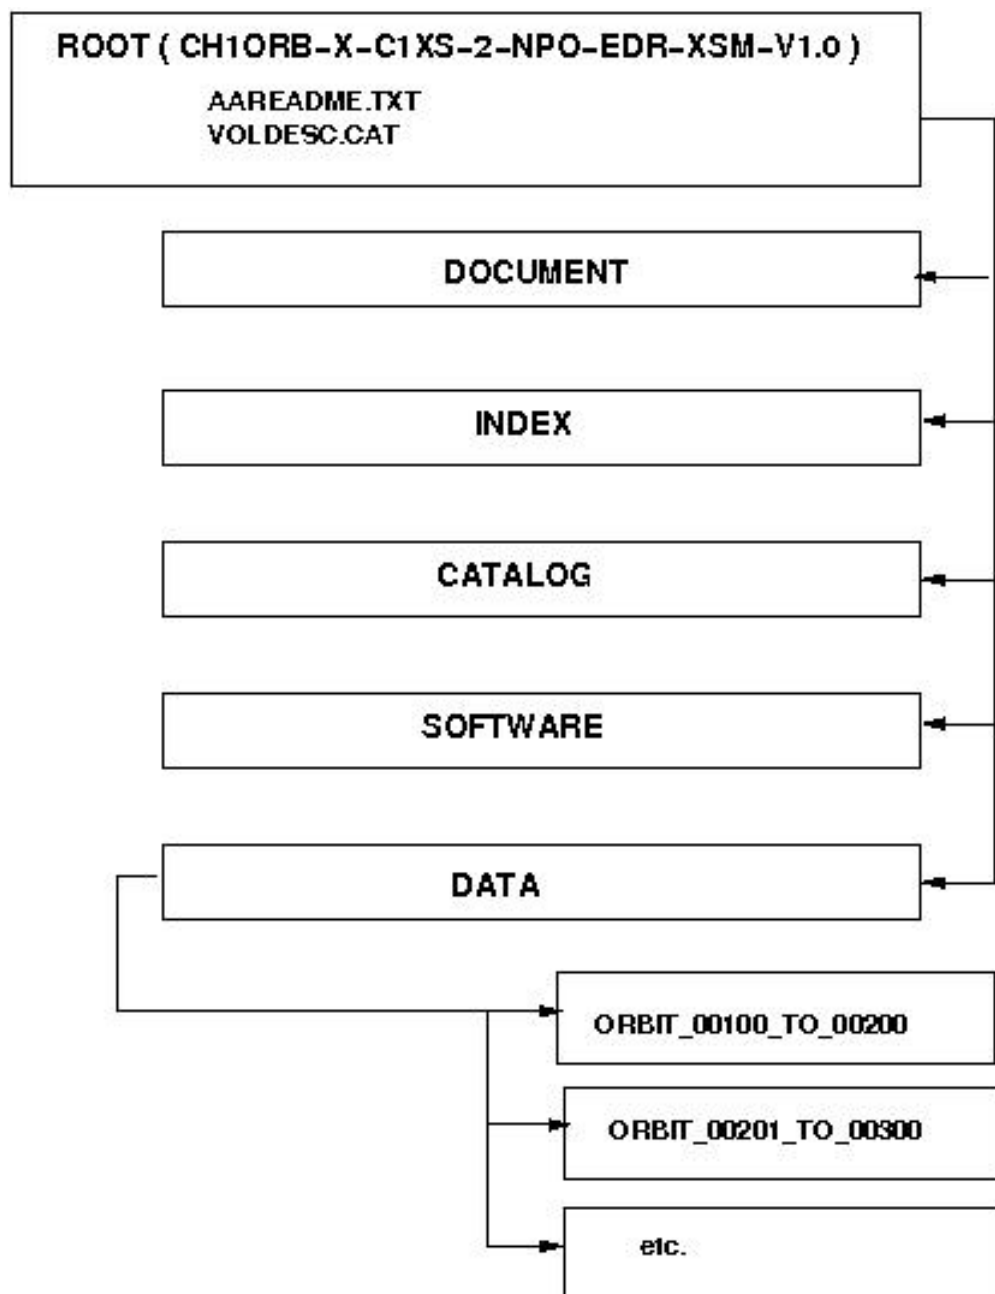 ROOT ( CH1ORB-X-C1XS-2-NPO-EDR-XSM-V1.0 )
AAREADME.TXT
VOLDESC.CAT
DOCUMENT
INDEX
CATALOG
SOFTWARE
DATA
ORBIT_00100_TO_00200
ORBIT_00201_TO_00300
etc.